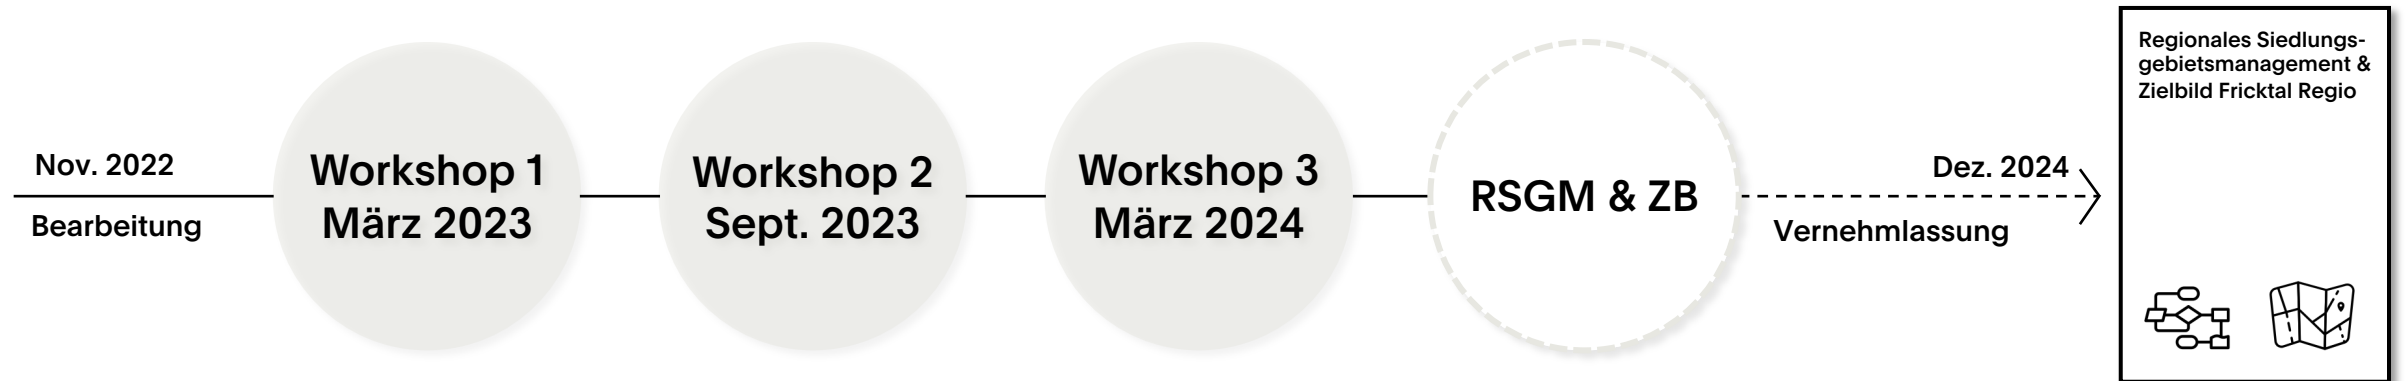 Nov. 2022
Bearbeitung
Workshop 1
März 2023
Workshop 2
Sept. 2023
Workshop 3
März 2024
RSGM & ZB
Dez. 2024
Vernehmlassung
Regionales Siedlungs-
gebietsmanagement &
Zielbild Fricktal Regio